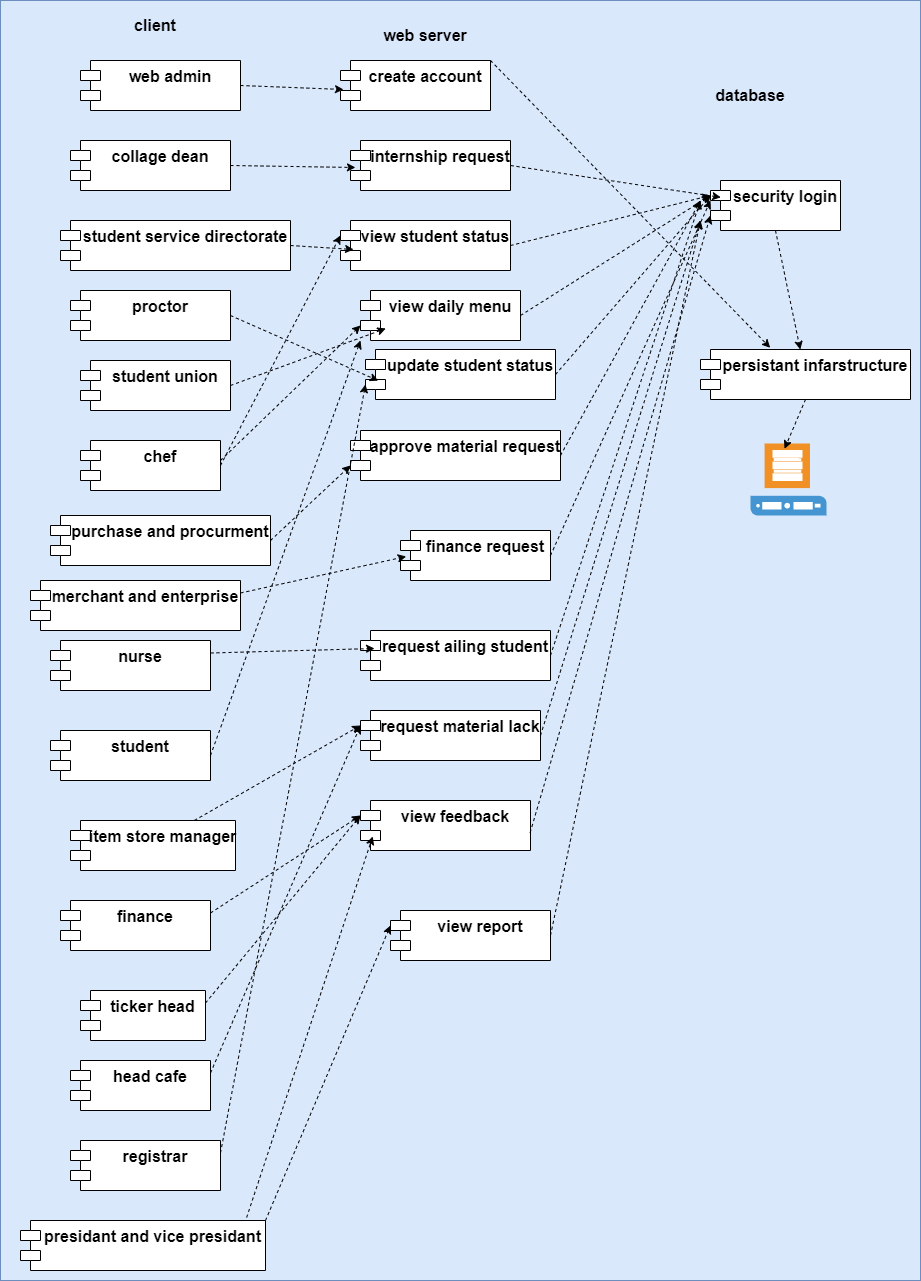 client
web server
database
web admin
create account
collage dean
internship request
security login
student service directorate
view student status
proctor
view daily menu
student union
update student status
persistant infarstructure
chef
approve material request
purchase and procurment
finance request
merchant and enterprise
nurse
request ailing student
student
request material lack
item store manager
view feedback
finance
view report
ticker head
head cafe
registrar
presidant and vice presidant